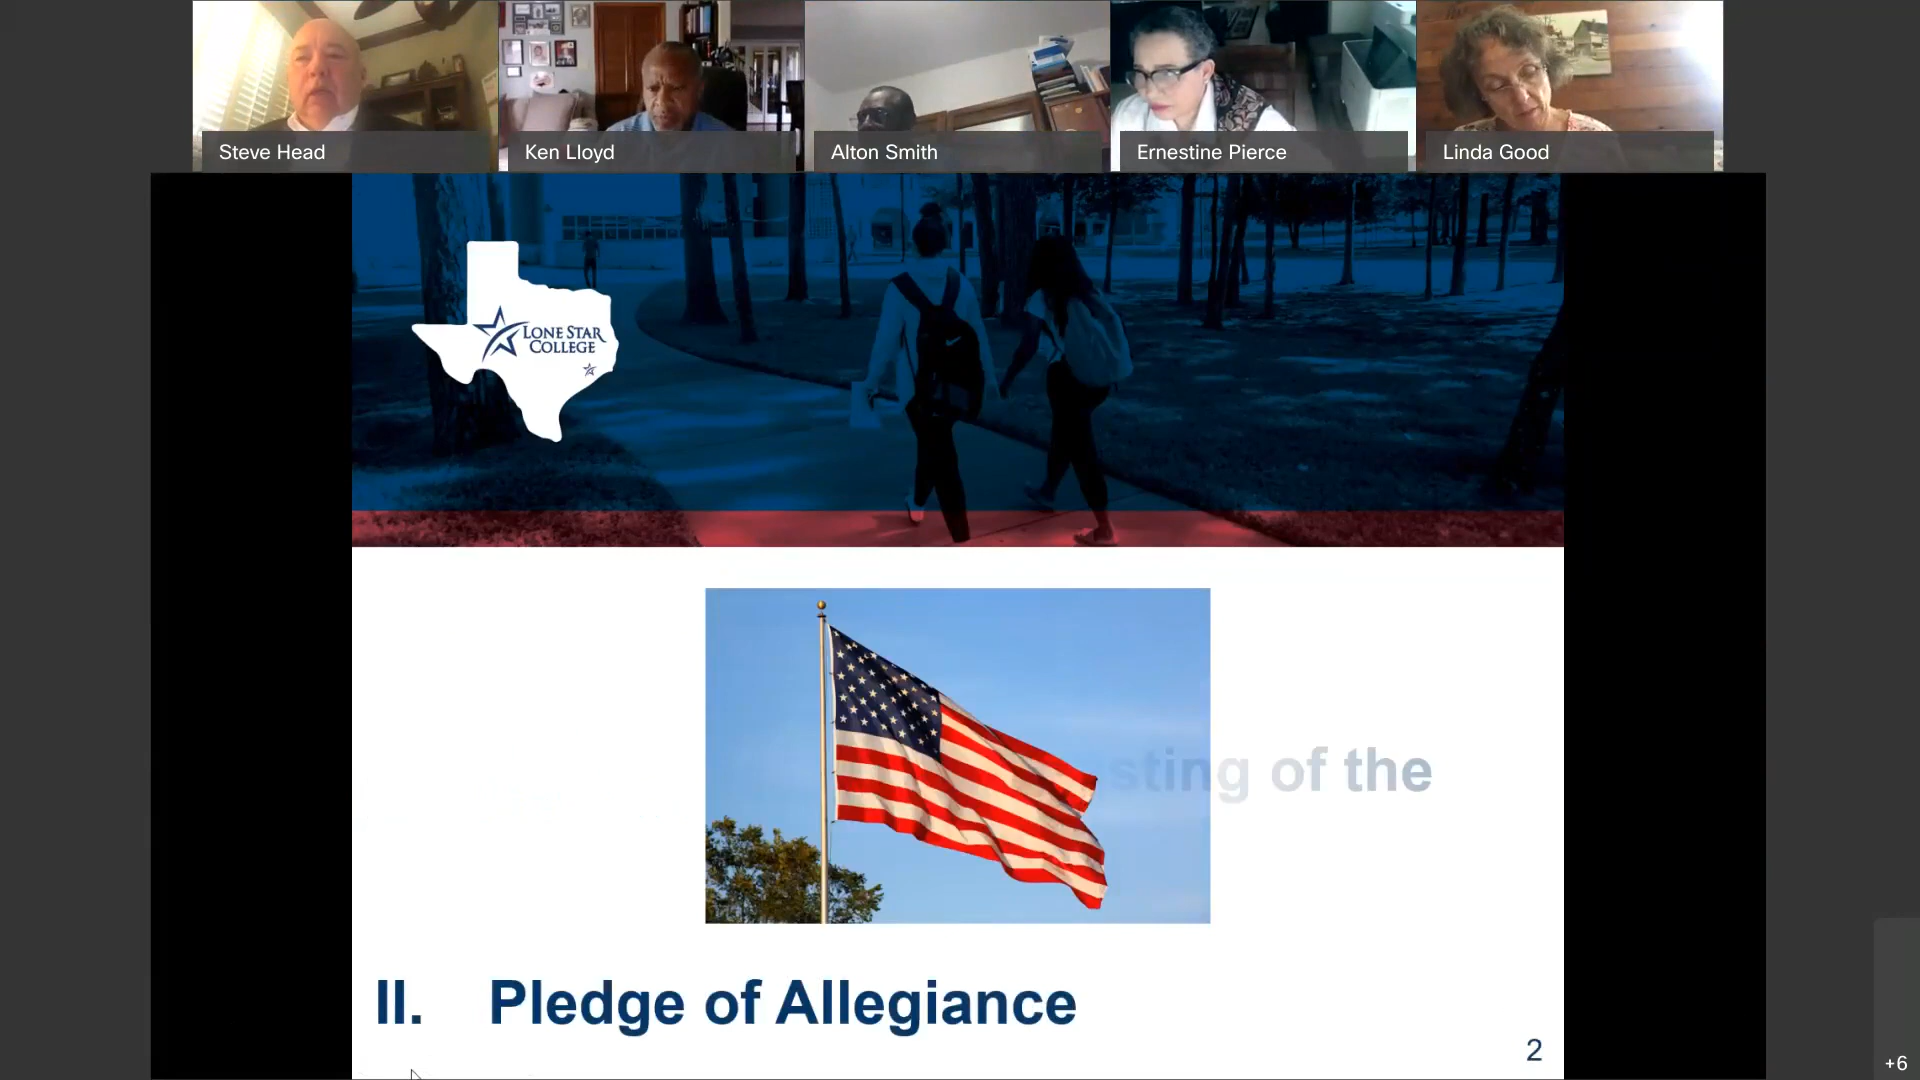 Steve Head
Ken Lloyd
Alton Smith
Ernestine Pierce
Linda Good
LONE STAR
COLLEGE
of the
II. Pledge of Allegiance
2
+6